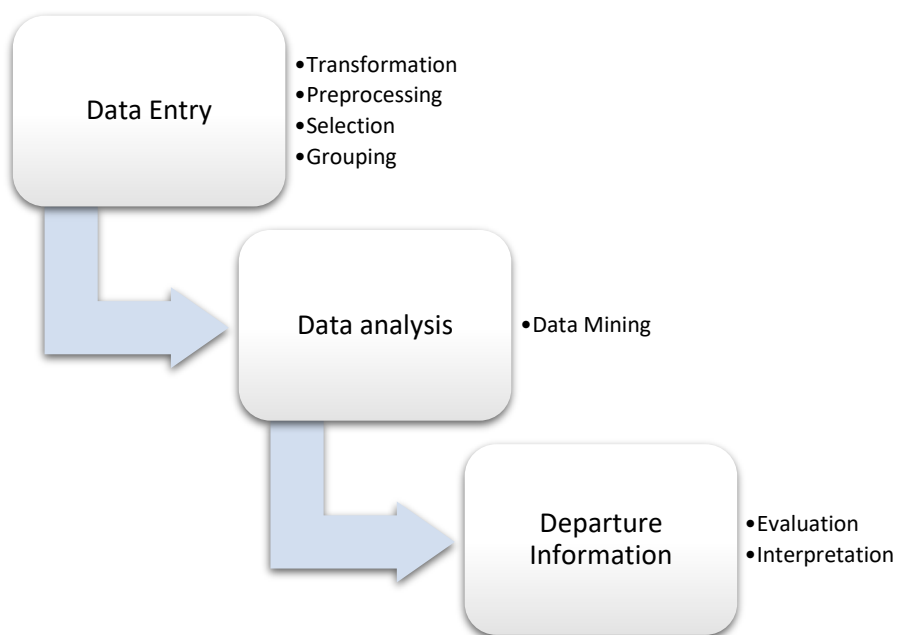 Data Entry
•Transformation
•Preprocessing
•Selection
•Grouping
Data analysis
•Data Mining
Departure
Information
•Evaluation
•Interpretation